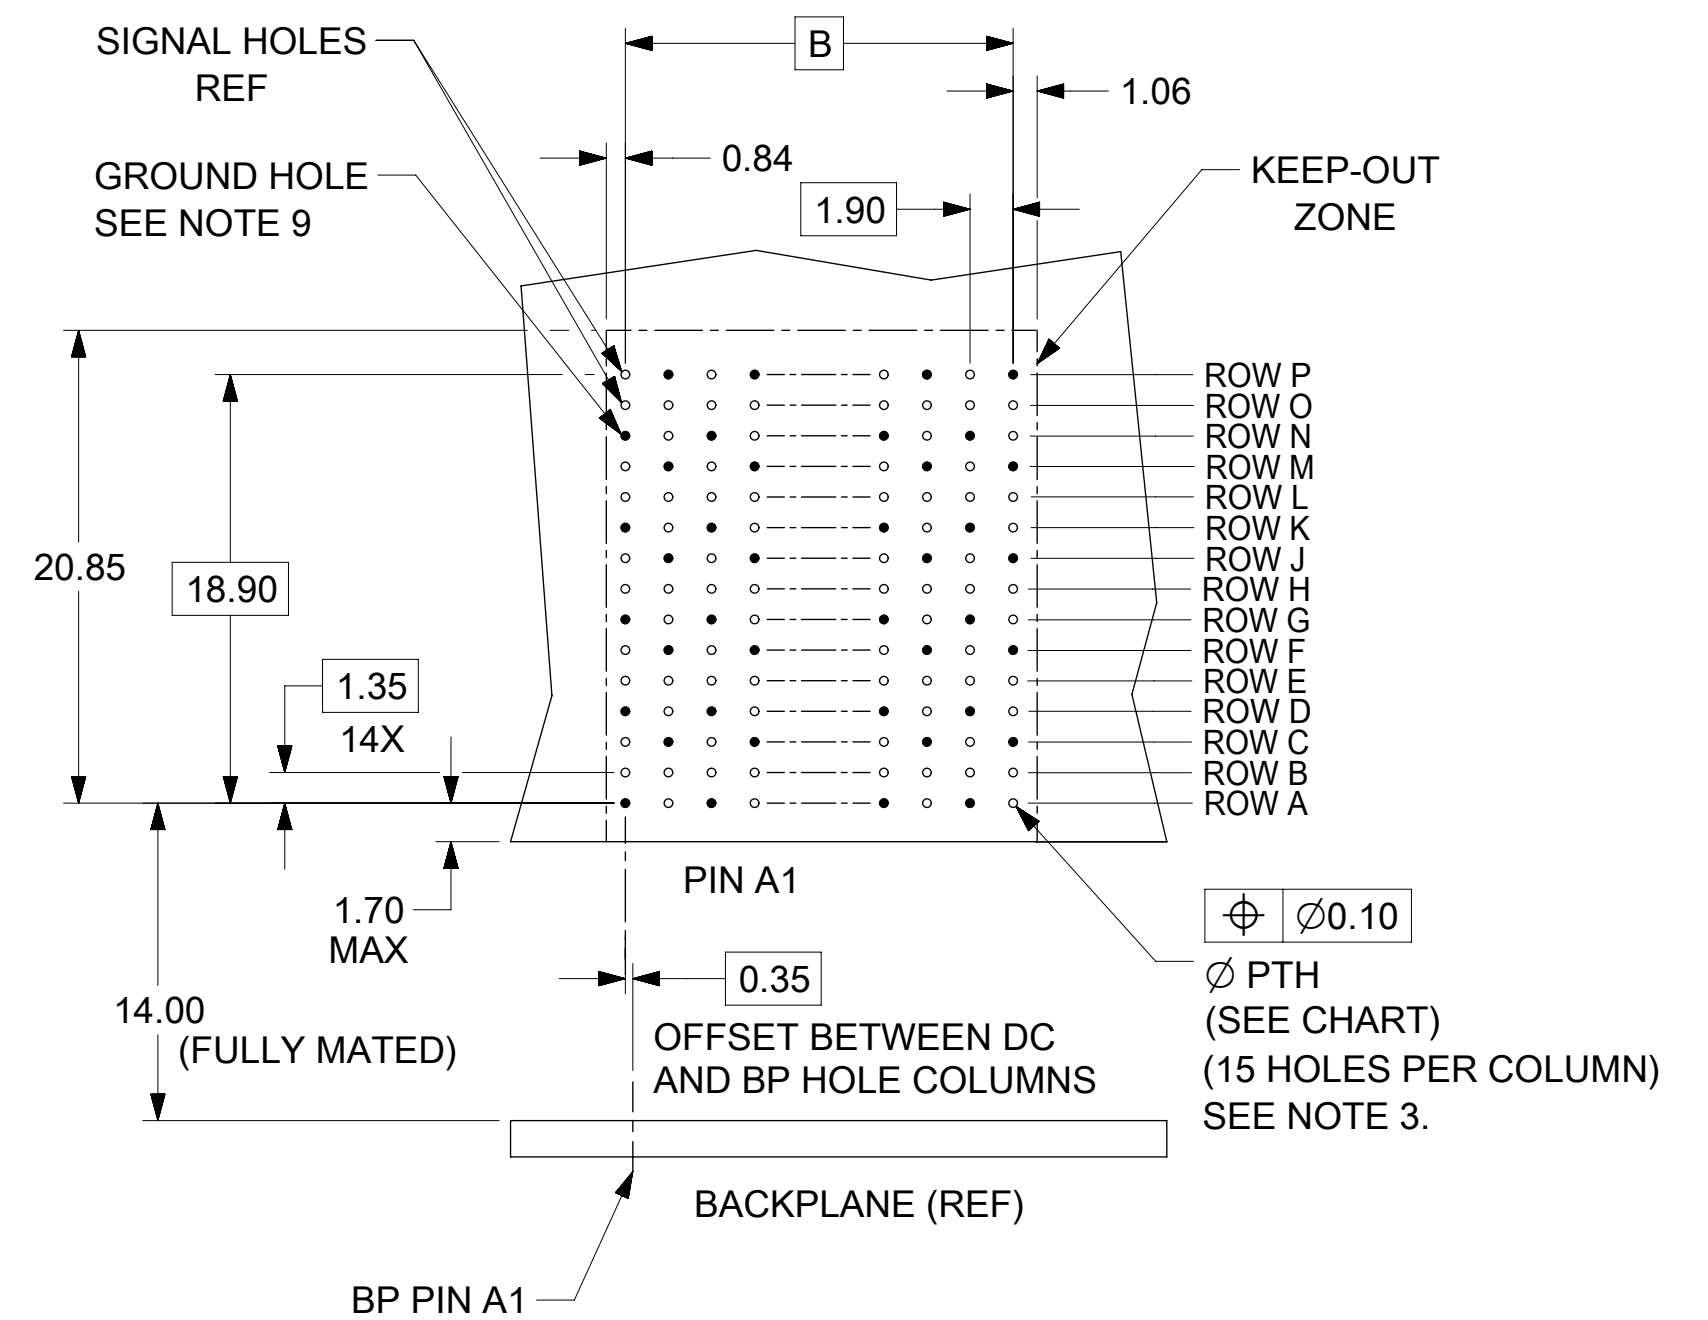 SIGNAL HOLES
REF
B
1.06
GROUND HOLE
SEE NOTE 9
0.84
1.90
KEEP-OUT
ZONE
ROW P
ROW O
ROW N
ROW M
ROW L
ROW K
ROW J
ROW H
ROW G
ROW F
ROW E
ROW D
ROW C
ROW B
ROW A
20.85
18.90
1.35
14X
1.70
MAX
PIN A1
14.00
(FULLY MATED)
0.35
OFFSET BETWEEN DC
AND BP HOLE COLUMNS
⌖ ∅0.10
∅ PTH
(SEE CHART)
(15 HOLES PER COLUMN)
SEE NOTE 3.
BACKPLANE (REF)
BP PIN A1